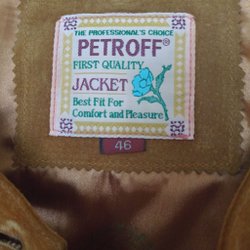 THE PROFESSIONAL'S CHOICE
PETROFF®
FIRST QUALITY
JACKET
Best Fit For
Comfort and Pleasure
46